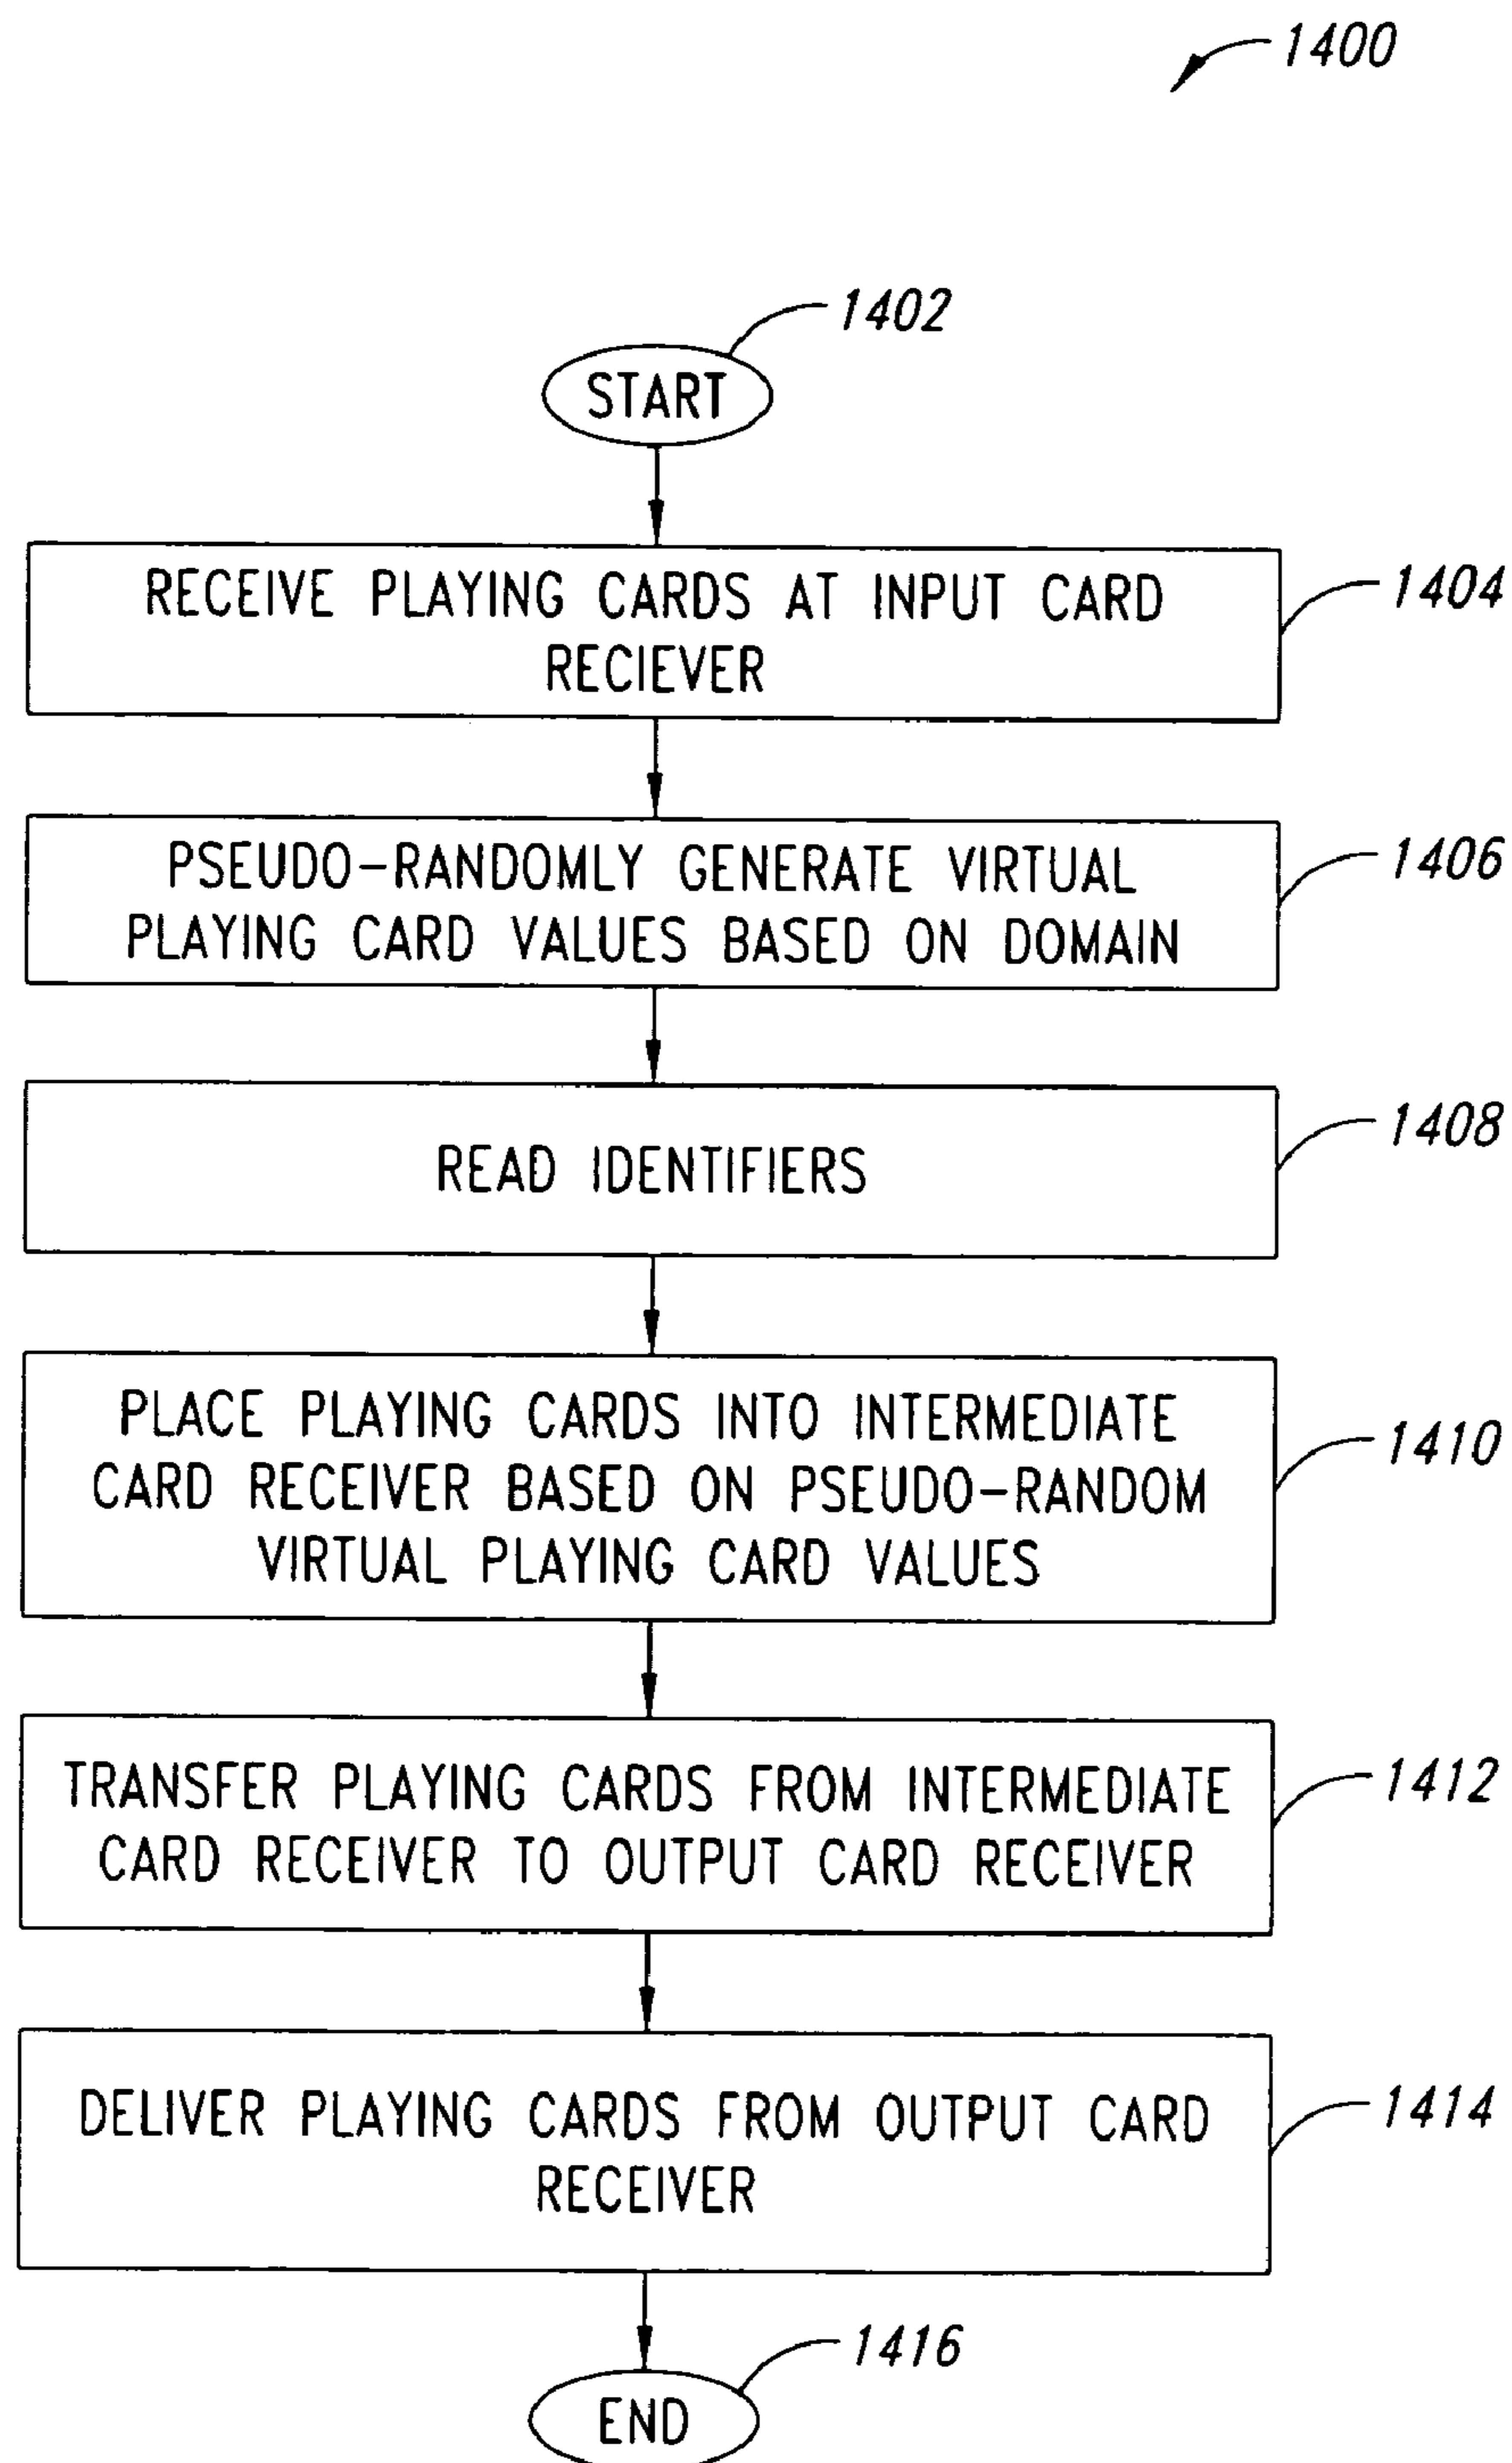 1400
1402
START
RECEIVE PLAYING CARDS AT INPUT CARD
RECIEVER
1404
PSEUDO-RANDOMLY GENERATE VIRTUAL
PLAYING CARD VALUES BASED ON DOMAIN
1406
READ IDENTIFIERS
1408
PLACE PLAYING CARDS INTO INTERMEDIATE
CARD RECEIVER BASED ON PSEUDO-RANDOM
VIRTUAL PLAYING CARD VALUES
1410
TRANSFER PLAYING CARDS FROM INTERMEDIATE
CARD RECEIVER TO OUTPUT CARD RECEIVER
1412
DELIVER PLAYING CARDS FROM OUTPUT CARD
RECEIVER
1414
1416
END